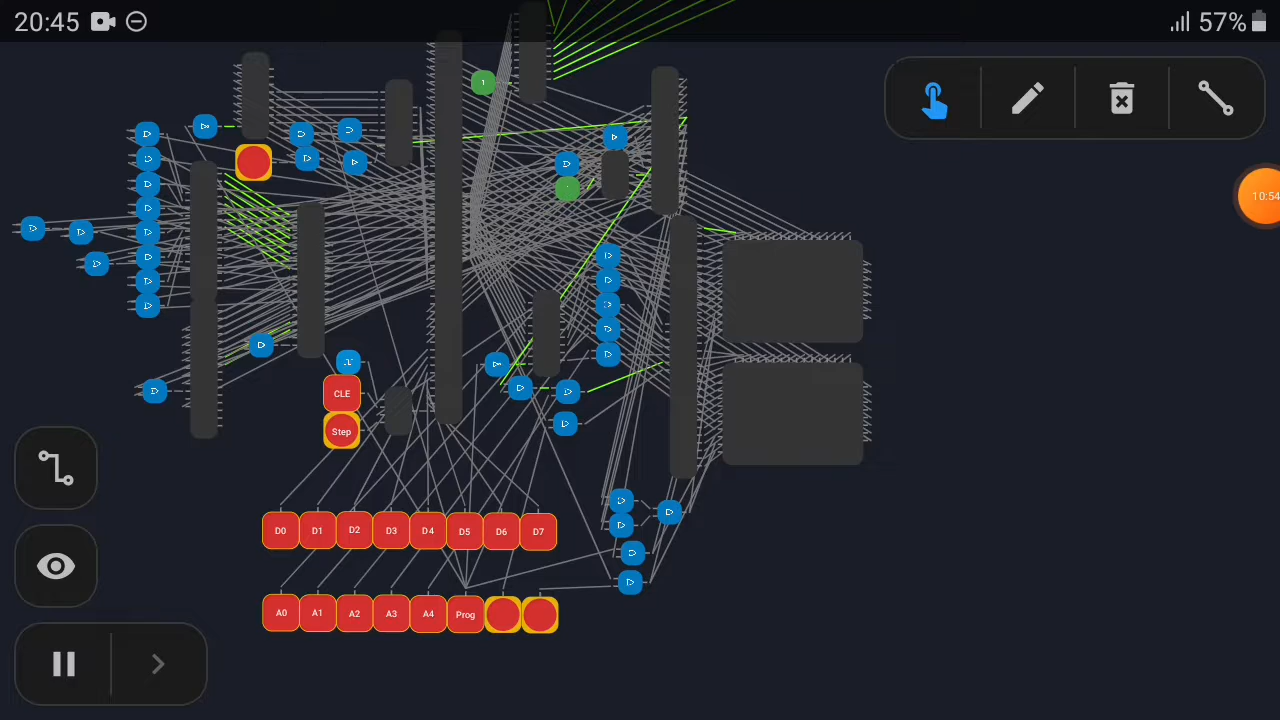 20:45 57%
1
10:54
CLE
Step
D0 D1 D2 D3 D4 D5 D6 D7
A0 A1 A2 A3 A4 Prog